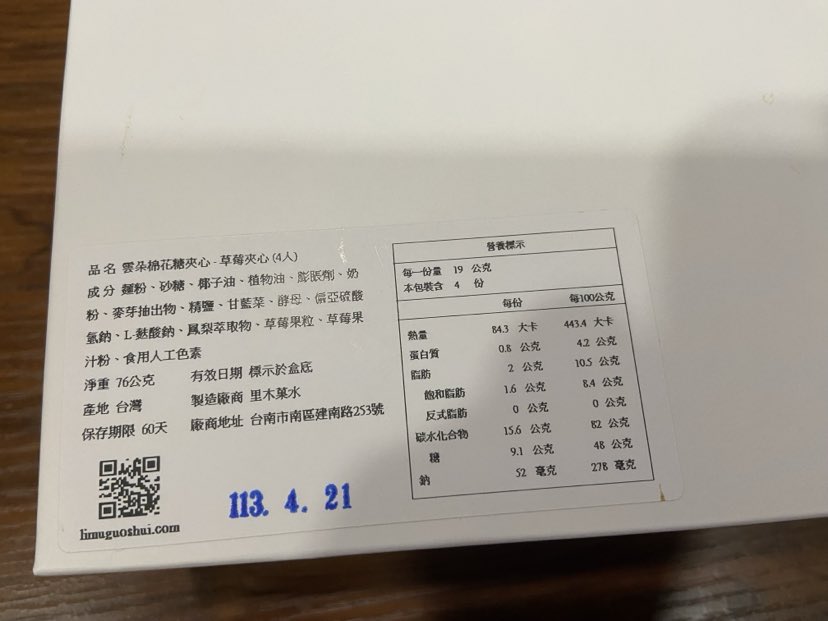 品名 雲朵棉花糖夾心 - 草莓夾心 (4人)
成分 麵粉、砂糖、椰子油、植物油、膨脹劑、奶
粉、麥芽抽出物、精鹽、甘藍菜、酵母、偏亞硫酸
氫鈉、L-麩酸鈉、鳳梨萃取物、草莓果粒、草莓果
汁粉、食用人工色素
淨重 76公克 有效日期 標示於盒底
產地 台灣 製造廠商 里木菓水
保存期限 60天 廠商地址 台南市南區建南路253號
limuguoshui.com
113. 4. 21
營養標示
每一份量 19 公克
本包裝含 4 份
每份 每100公克
熱量 84.3 大卡 443.4 大卡
蛋白質 0.8 公克 4.2 公克
脂肪 2 公克 10.5 公克
飽和脂肪 1.6 公克 8.4 公克
反式脂肪 0 公克 0 公克
碳水化合物 15.6 公克 82 公克
糖 9.1 公克 48 公克
鈉 52 毫克 278 毫克